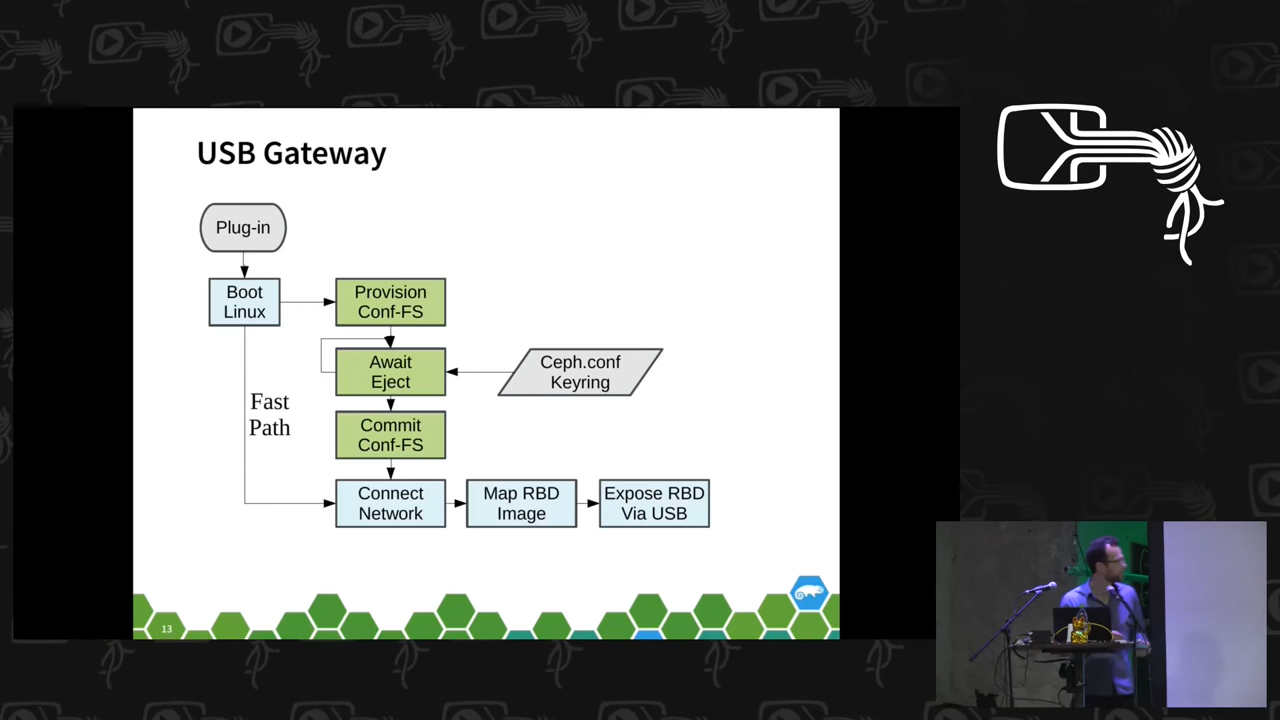 USB Gateway
Plug-in
Boot
Linux
Provision
Conf-FS
Await
Eject
Ceph.conf
Keyring
Fast
Path
Commit
Conf-FS
Connect
Network
Map RBD
Image
Expose RBD
Via USB
13